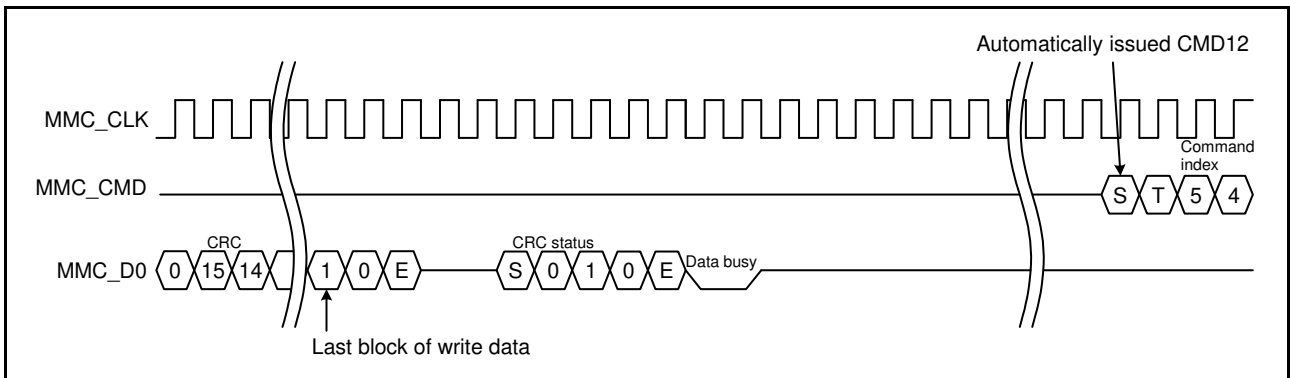 Automatically issued CMD12
MMC_CLK
Command
index
MMC_CMD
S T 5 4
CRC
CRC status
MMC_D0
0 15 14 1 0 E S 0 1 0 E Data busy
Last block of write data